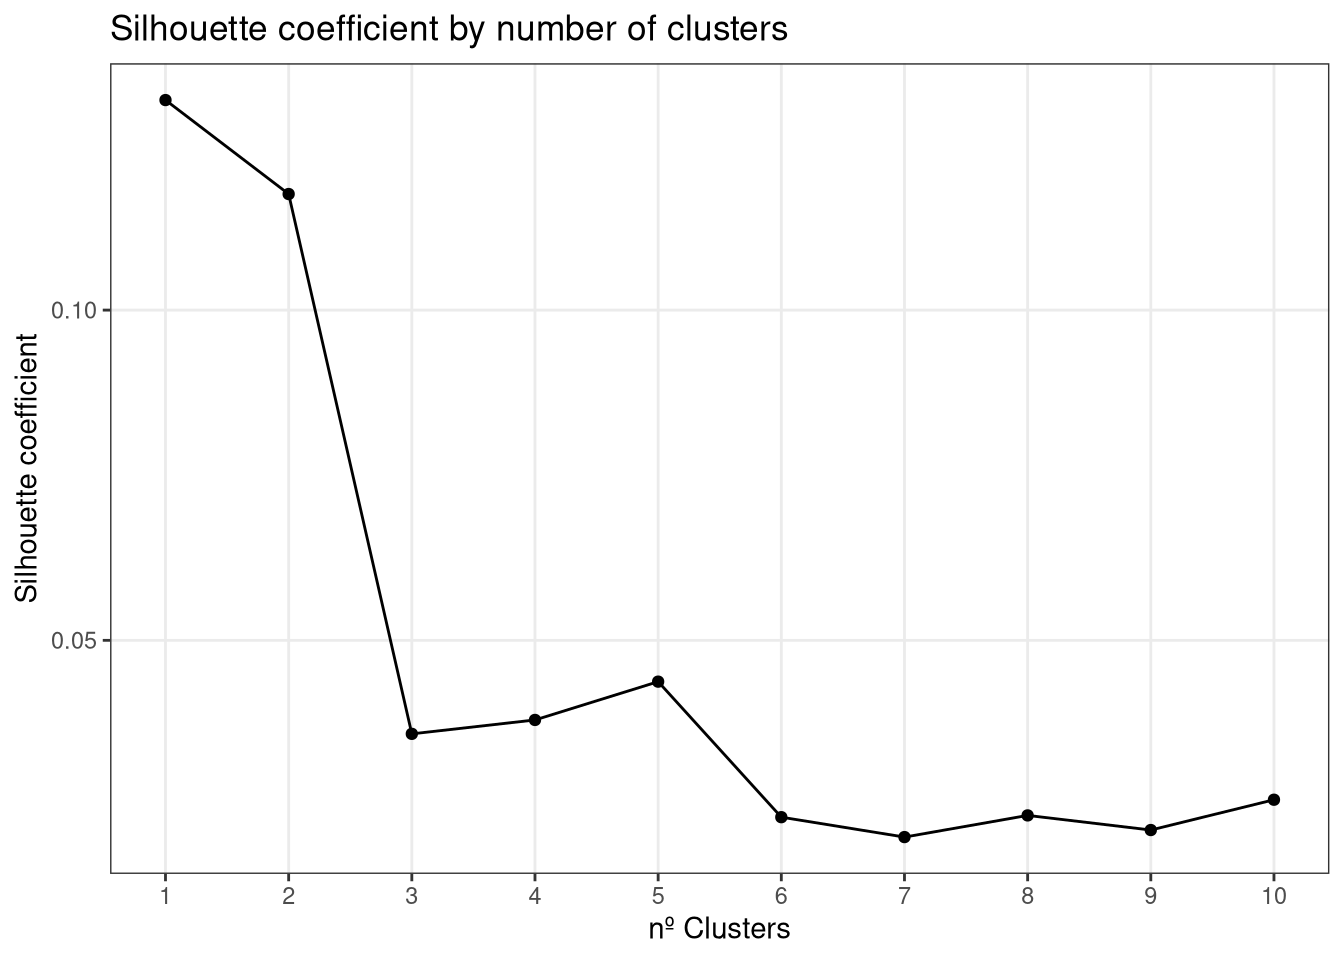 Silhouette coefficient by number of clusters
Silhouette coefficient
0.10
0.05
1 2 3 4 5 6 7 8 9 10
nº Clusters